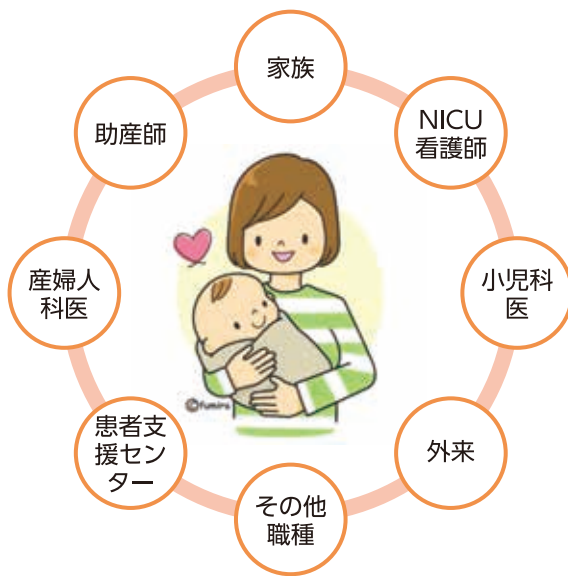 家族
NICU
看護師
小児科
医
外来
その他
職種
患者支
援セン
ター
産婦人
科医
助産師
©fumira